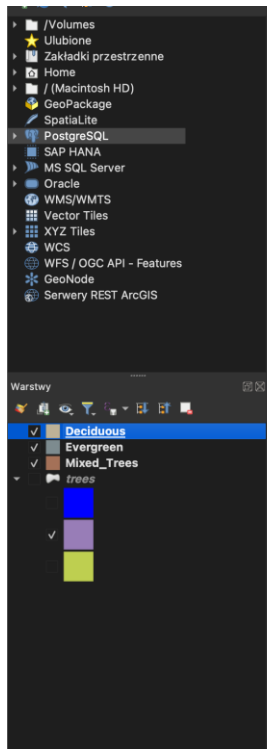 /Volumes
Ulubione
Zakładki przestrzenne
Home
/ (Macintosh HD)
GeoPackage
SpatiaLite
PostgreSQL
SAP HANA
MS SQL Server
Oracle
WMS/WMTS
Vector Tiles
XYZ Tiles
WCS
WFS / OGC API - Features
GeoNode
Serwery REST ArcGIS
Warstwy
Deciduous
Evergreen
Mixed_Trees
trees